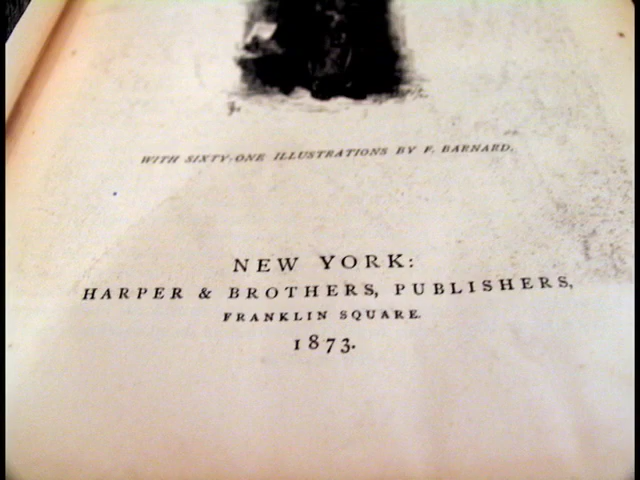 WITH SIXTY-ONE ILLUSTRATIONS BY F. BARNARD.
NEW YORK:
HARPER & BROTHERS, PUBLISHERS,
FRANKLIN SQUARE.
1873.